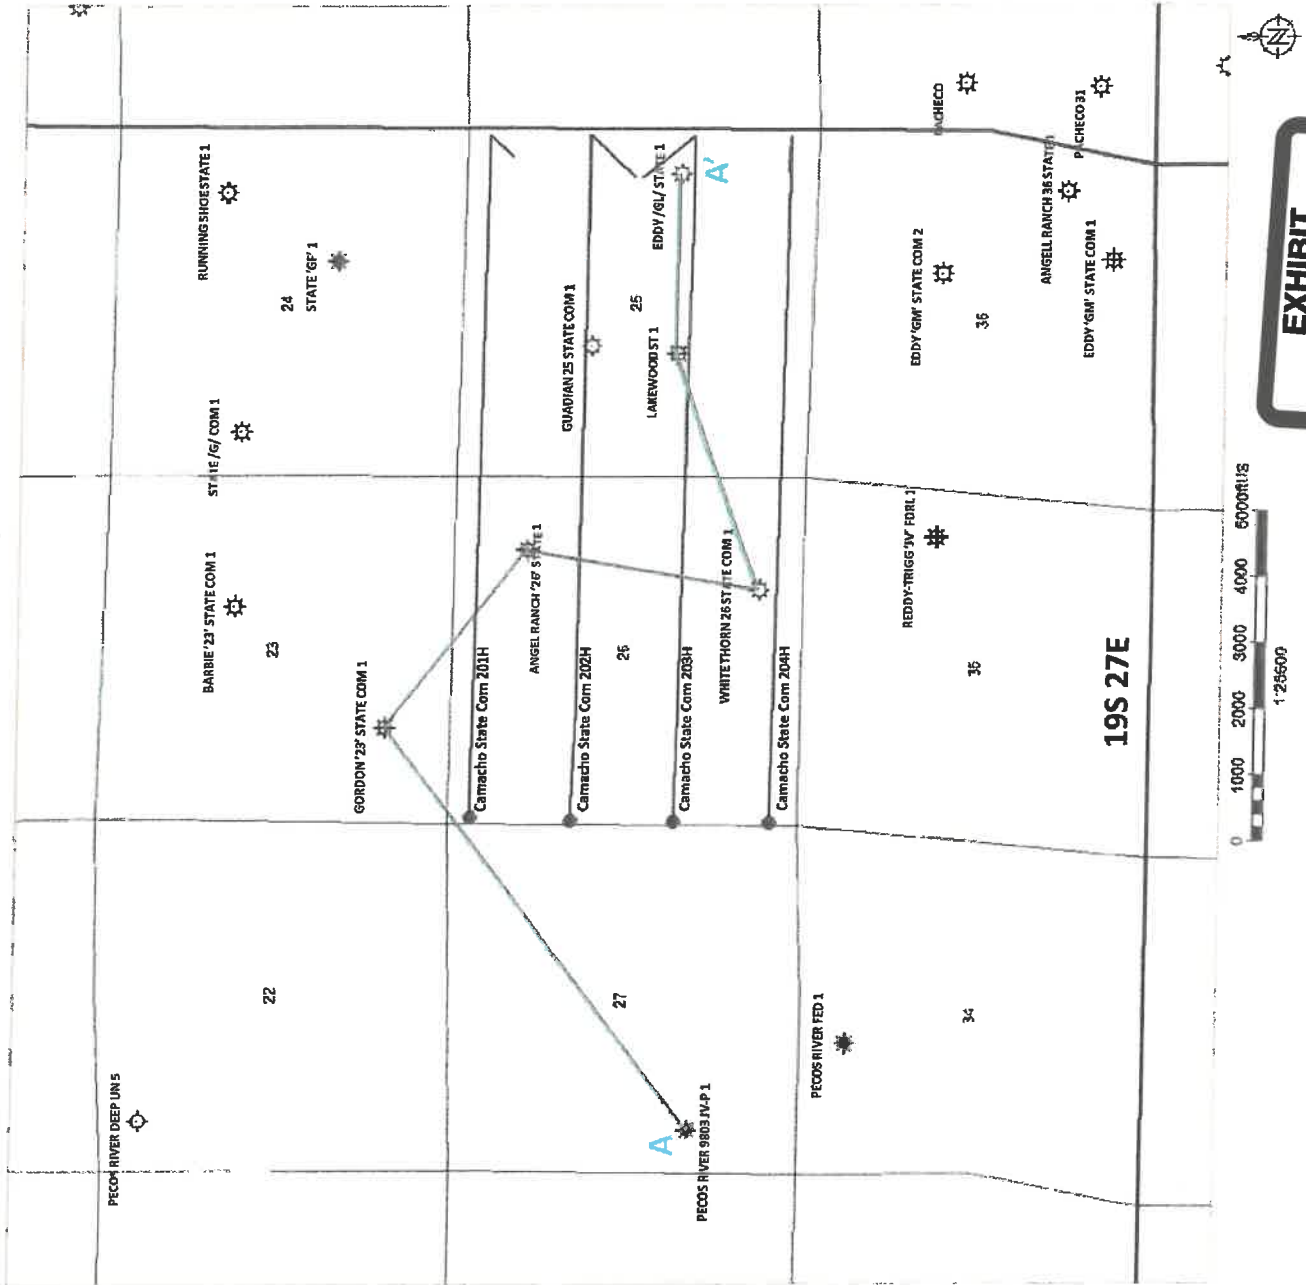 PECOS RIVER DEEP UN 5
22
BARBIE '23' STATE COM 1
23
STATE /G/ COM 1
RUNNING SHOE STATE 1
24
STATE 'GF' 1
GORDON '23' STATE COM 1
27
A
PECOS RIVER 9803 JV-P 1
Camacho State Com 201H
ANGEL RANCH '26' STATE 1
Camacho State Com 202H
26
Camacho State Com 203H
WHITETHORN 26 STATE COM 1
Camacho State Com 204H
GUADIAN 25 STATE COM 1
25
LAKEWOOD ST 1
EDDY /GL/ STATE 1
A'
PECOS RIVER FED 1
34
REDDY-TRIGG 'JV' FDRL 1
35
EDDY 'GM' STATE COM 2
36
ANGELL RANCH 36 STATE 1
EDDY 'GM' STATE COM 1
PACHECO
PACHECO 31
19S 27E
0 1000 2000 3000 4000 5000ftUS
1:25600
N
EXHIBIT